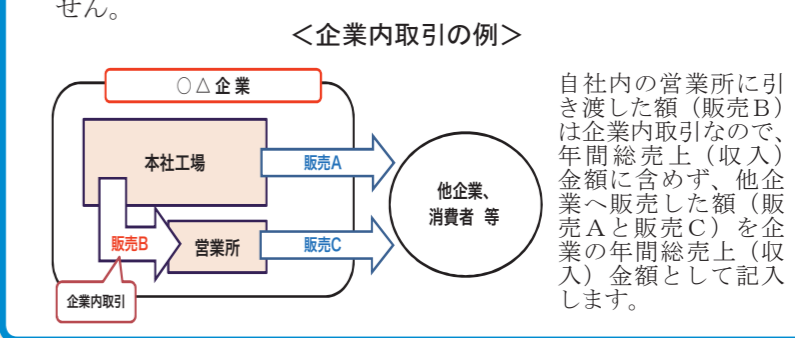 せん。
＜企業内取引の例＞
○△企業
本社工場
販売A
販売B
営業所
販売C
企業内取引
他企業、
消費者 等
自社内の営業所に引
き渡した額（販売Ｂ）
は企業内取引なので、
年間総売上（収入）
金額に含めず、他企
業へ販売した額（販
売Ａと販売Ｃ）を企
業の年間総売上（収
入）金額として記入
します。